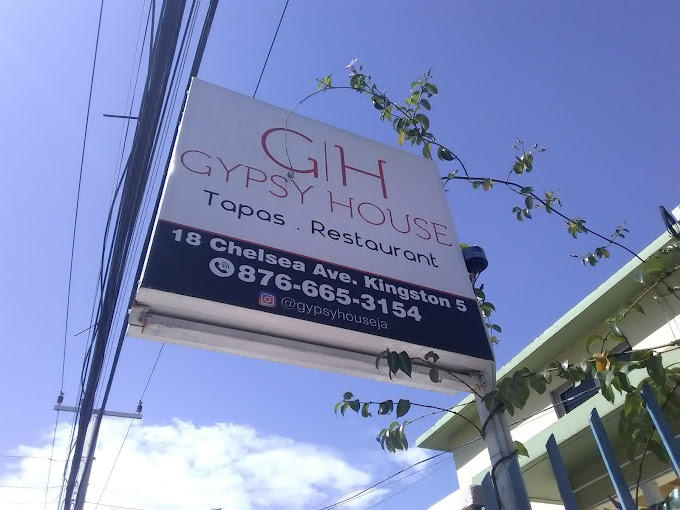 G|H
GYPSY HOUSE
Tapas . Restaurant
18 Chelsea Ave. Kingston 5
876-665-3154
@gypsyhouseja